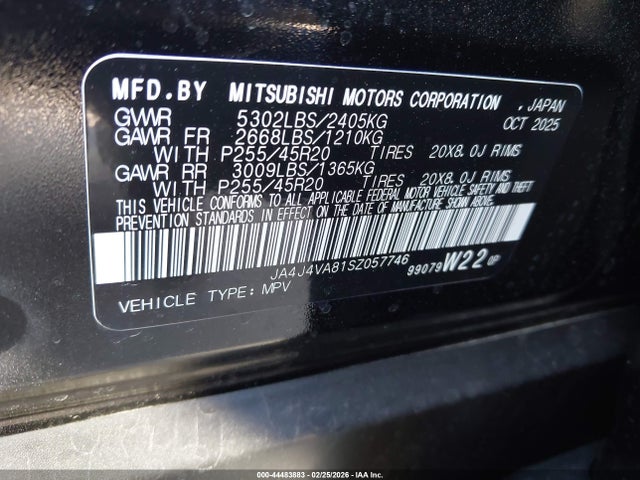 MFD.BY MITSUBISHI MOTORS CORPORATION , JAPAN
GVWR 5302LBS/2405KG OCT 2025
GAWR FR 2668LBS/1210KG
WITH P255/45R20 TIRES 20X8.0J RIMS
GAWR RR 3009LBS/1365KG
WITH P255/45R20 TIRES 20X8.0J RIMS
THIS VEHICLE CONFORMS TO ALL APPLICABLE FEDERAL MOTOR VEHICLE SAFETY AND THEFT
PREVENTION STANDARDS IN EFFECT ON THE DATE OF MANUFACTURE SHOWN ABOVE.
JA4J4VA81SZ057746
99079 W22 0P
VEHICLE TYPE: MPV
000-44483883 - 02/25/2026 - IAA Inc.